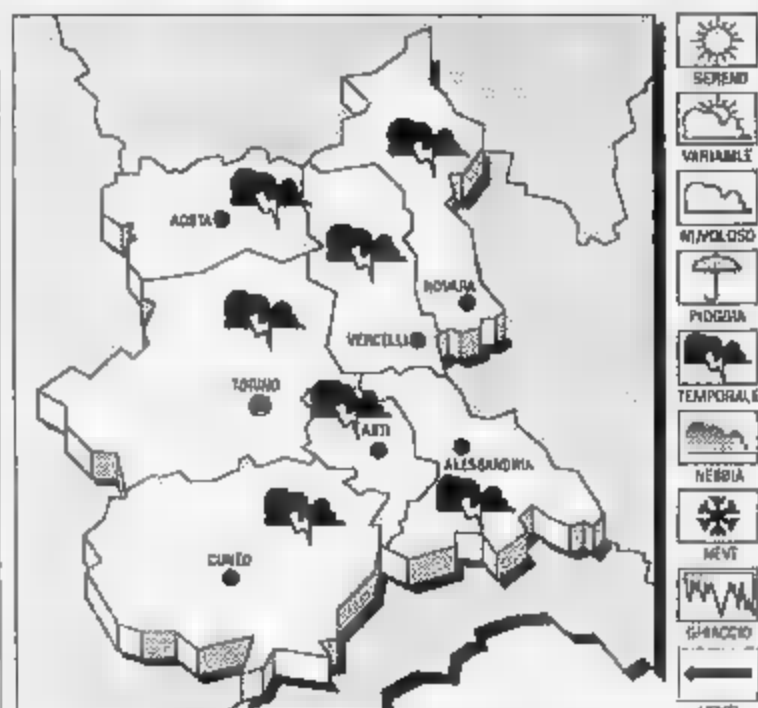 AOSTA
NOVARA
VERCELLI
TORINO
ASTI
ALESSANDRIA
CUNEO
SERENO
VARIABILE
NUVOLOSO
PIOGGIA
TEMPORALE
NEBBIA
NEVE
GHIACCIO